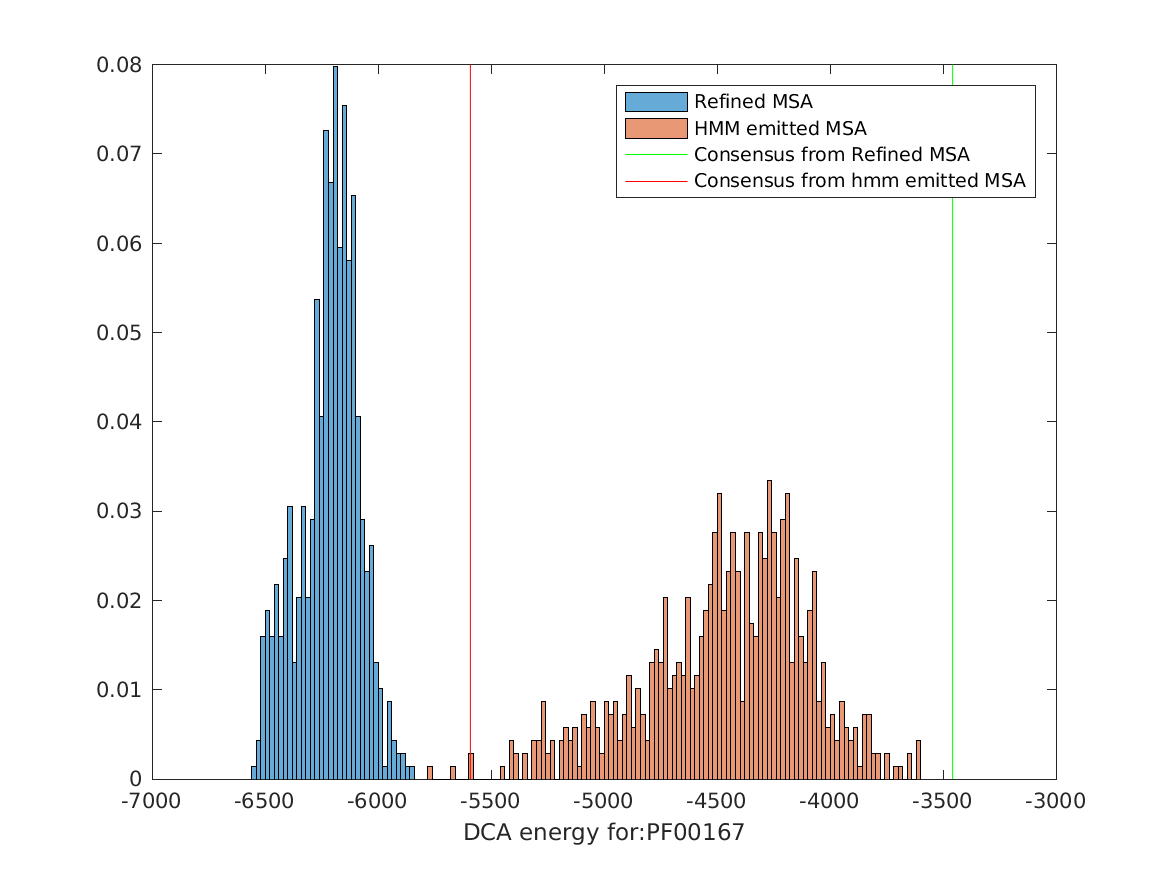 0.08
0.07
0.06
0.05
0.04
0.03
0.02
0.01
0
-7000 -6500 -6000 -5500 -5000 -4500 -4000 -3500 -3000
DCA energy for:PF00167
Refined MSA
HMM emitted MSA
Consensus from Refined MSA
Consensus from hmm emitted MSA